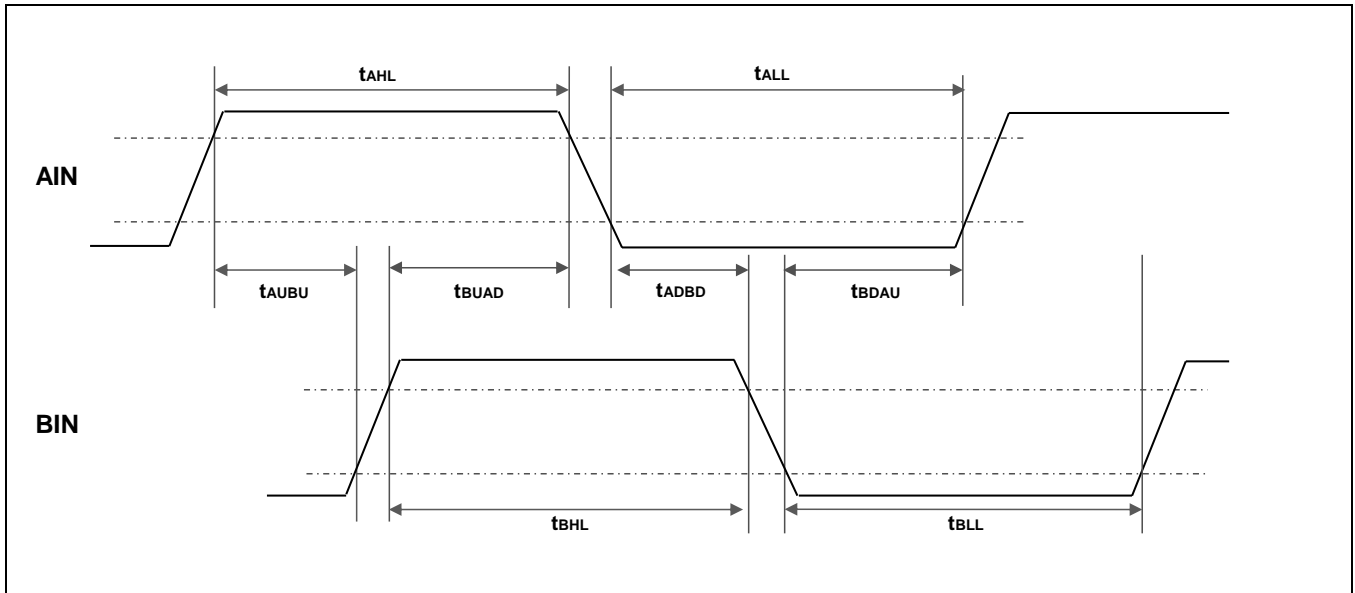 tAHL tALL
AIN
tAUBU tBUAD tADBD tBDAU
BIN
tBHL tBLL